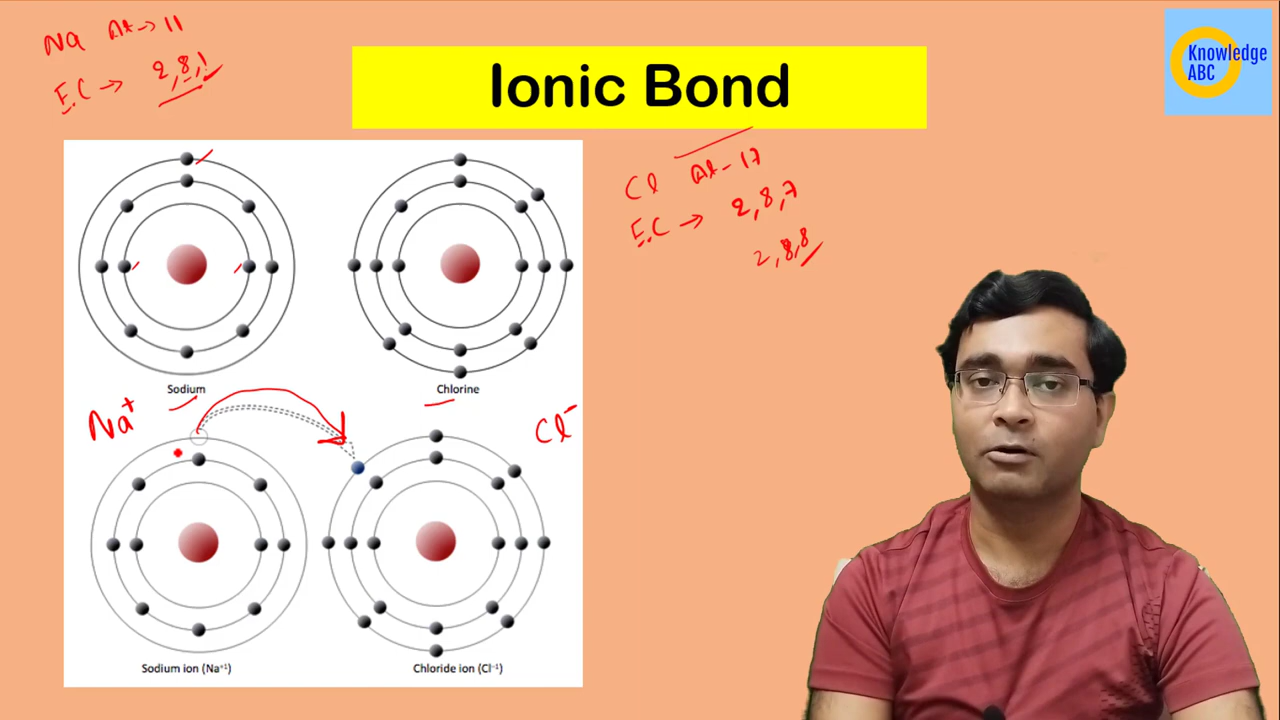 Na At → 11
E.C → 2,8,1
Ionic Bond
Knowledge
ABC
Cl At - 17
E.C → 2,8,7
2,8,8
Sodium
Chlorine
Na⁺
Cl⁻
Sodium ion (Na⁺¹)
Chloride ion (Cl⁻¹)